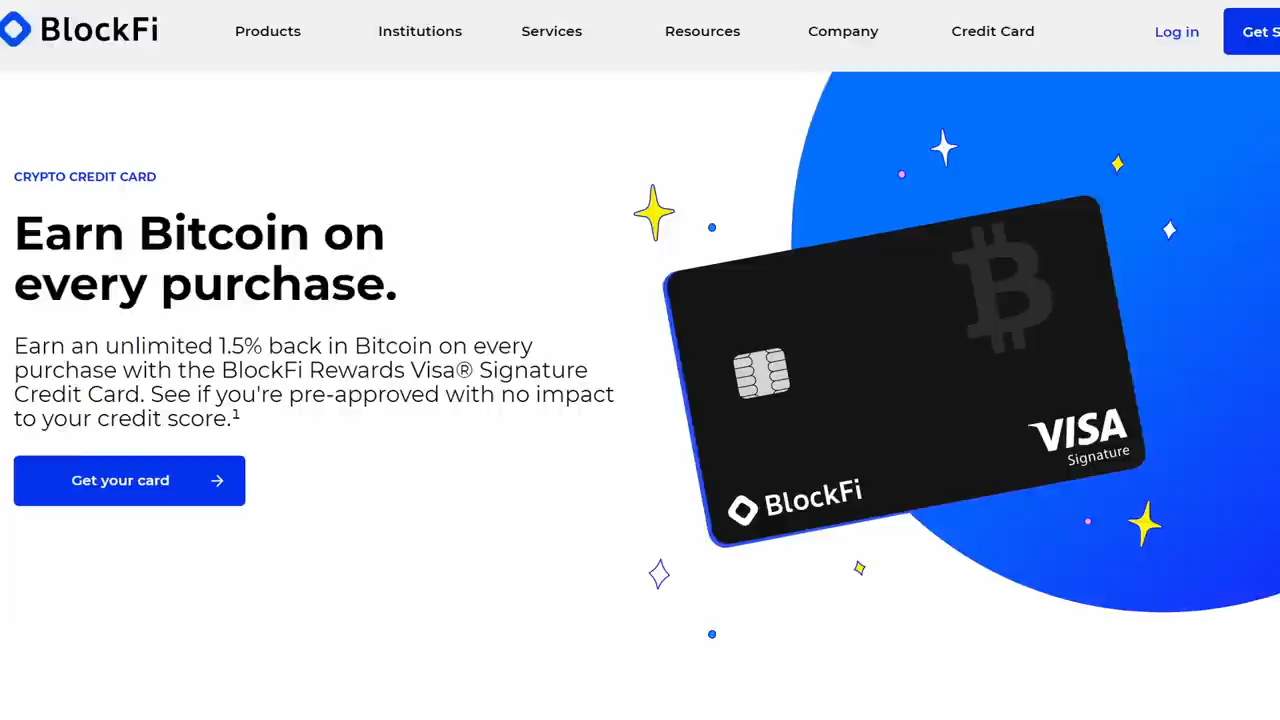 BlockFi
Products
Institutions
Services
Resources
Company
Credit Card
Log in
Get S
CRYPTO CREDIT CARD
Earn Bitcoin on
every purchase.
Earn an unlimited 1.5% back in Bitcoin on every
purchase with the BlockFi Rewards Visa® Signature
Credit Card. See if you're pre-approved with no impact
to your credit score.¹
Get your card
VISA
Signature
BlockFi